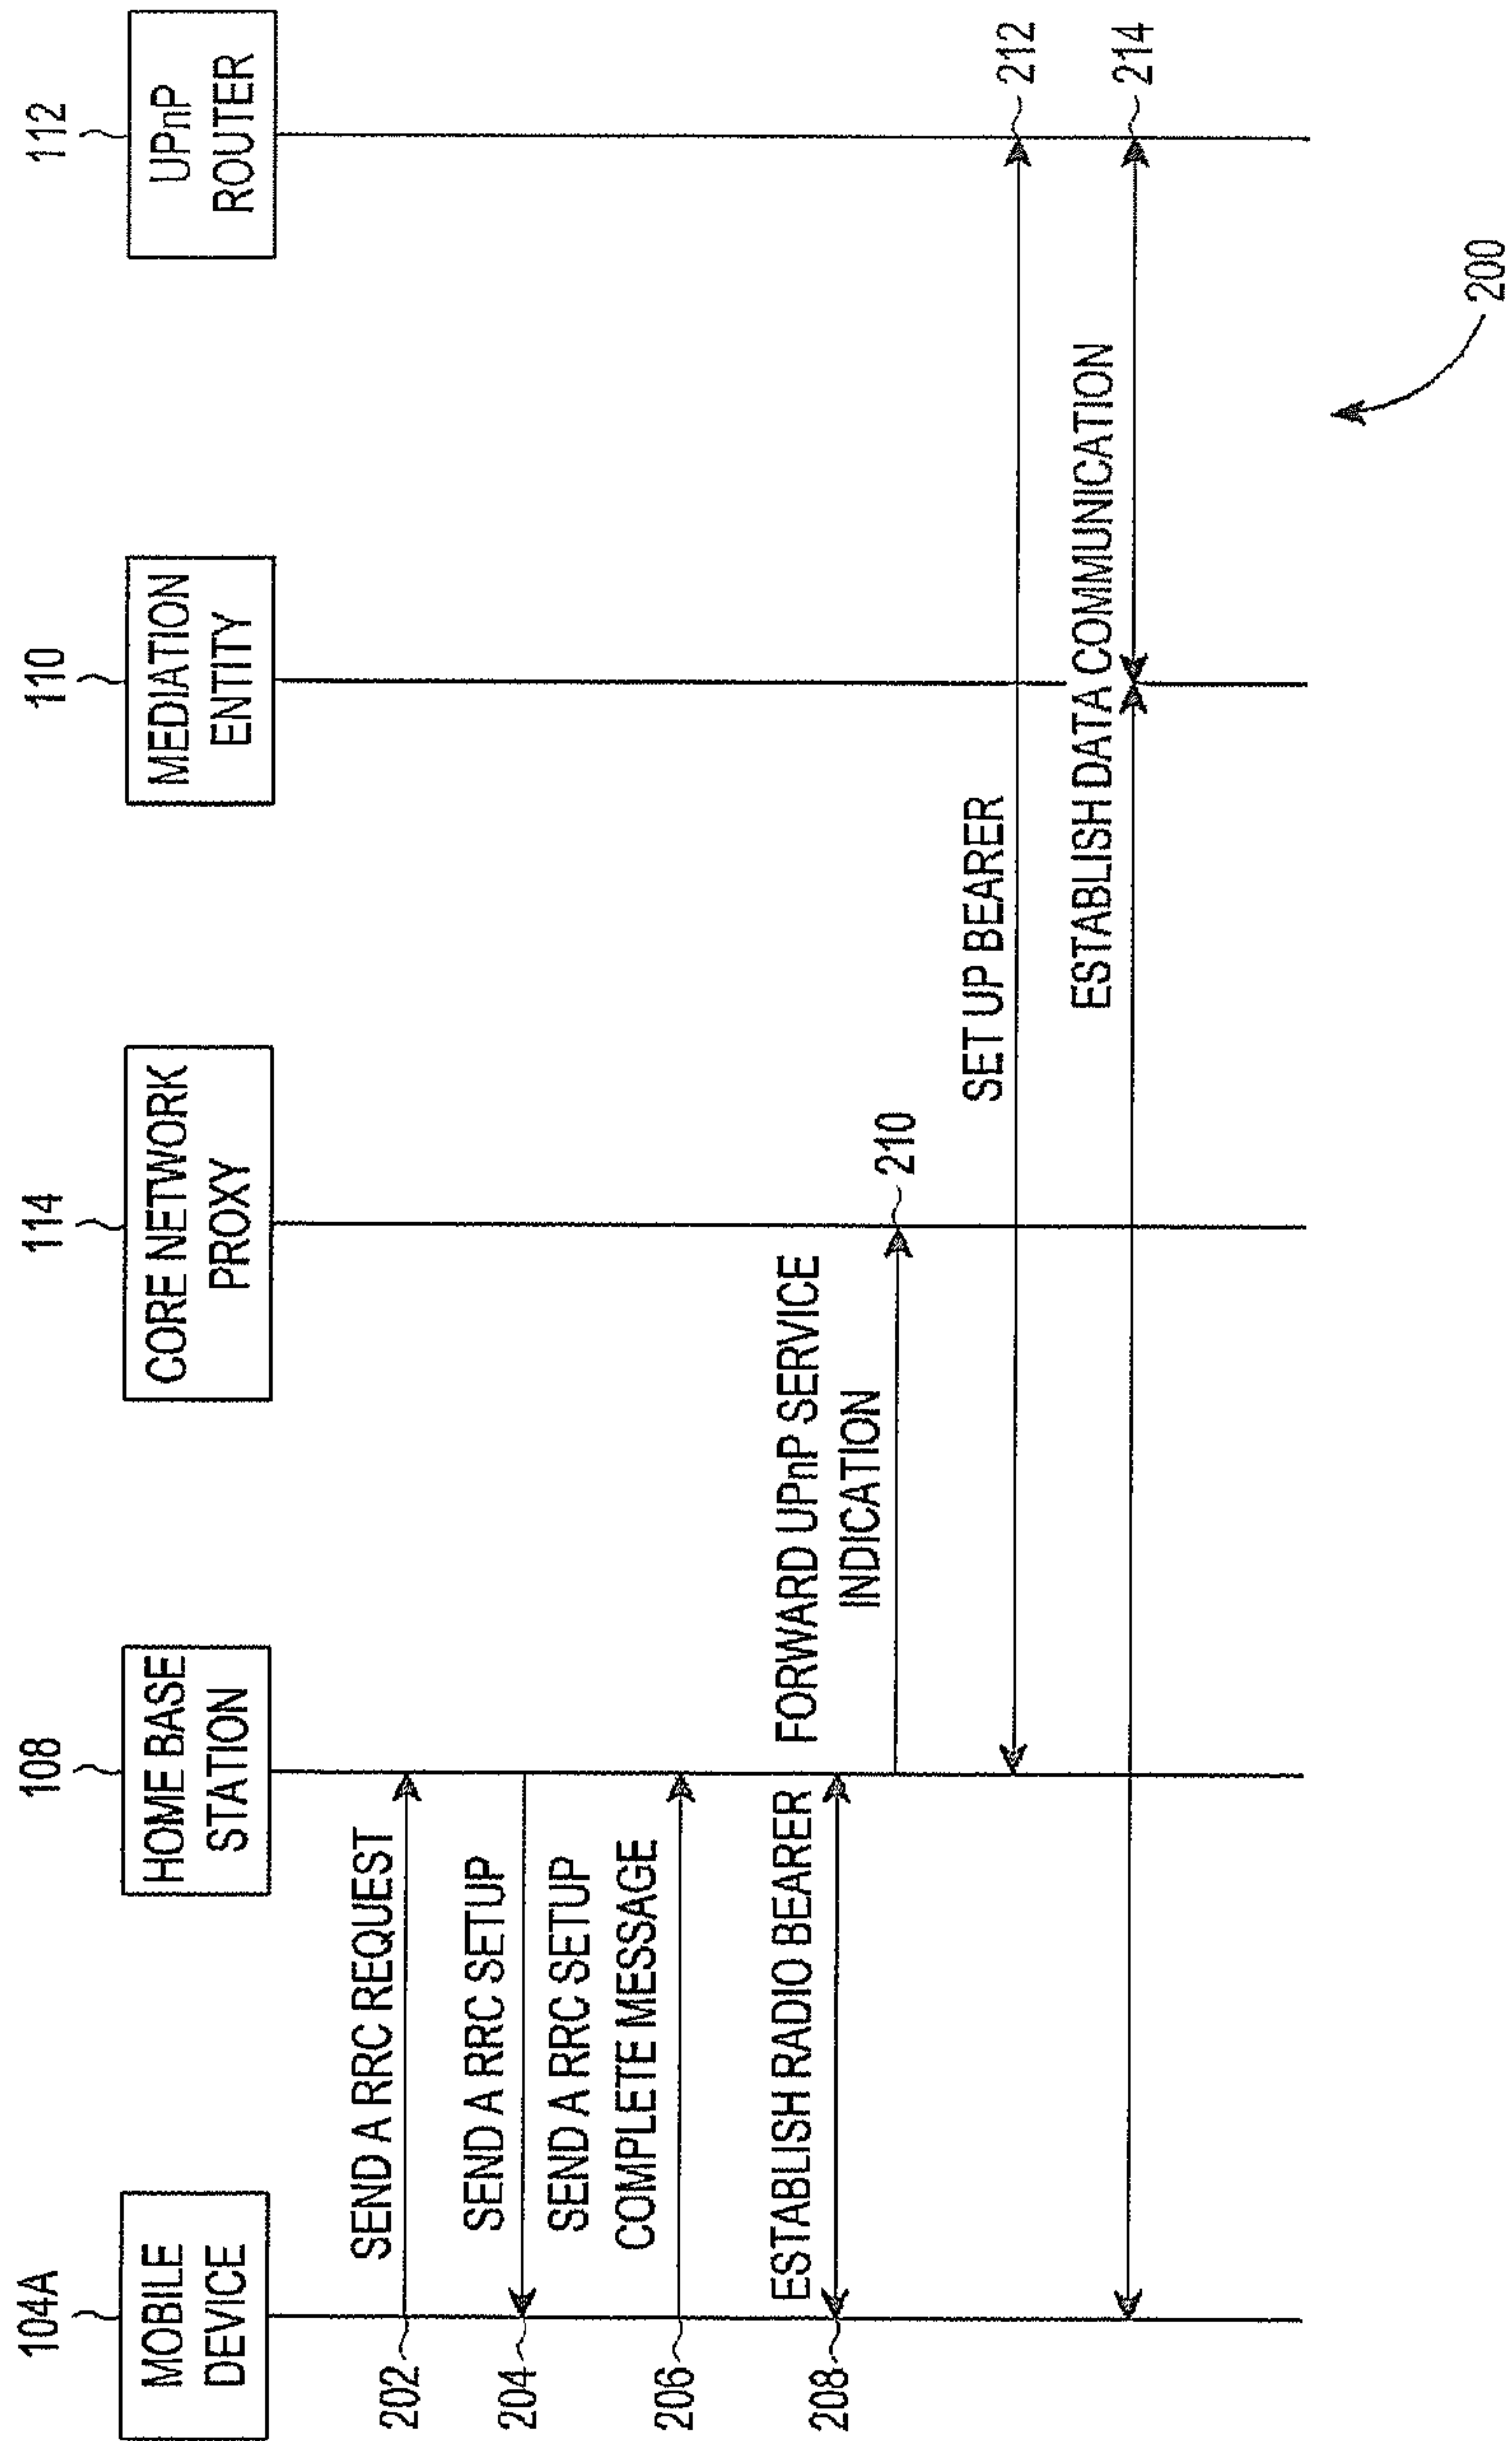 104A
MOBILE
DEVICE
108
HOME BASE
STATION
114
CORE NETWORK
PROXY
110
MEDIATION
ENTITY
112
UPnP
ROUTER
202
SEND A RRC REQUEST
204
SEND A RRC SETUP
206
SEND A RRC SETUP
COMPLETE MESSAGE
208
ESTABLISH RADIO BEARER
FORWARD UPnP SERVICE
INDICATION
210
SET UP BEARER
212
ESTABLISH DATA COMMUNICATION
214
200